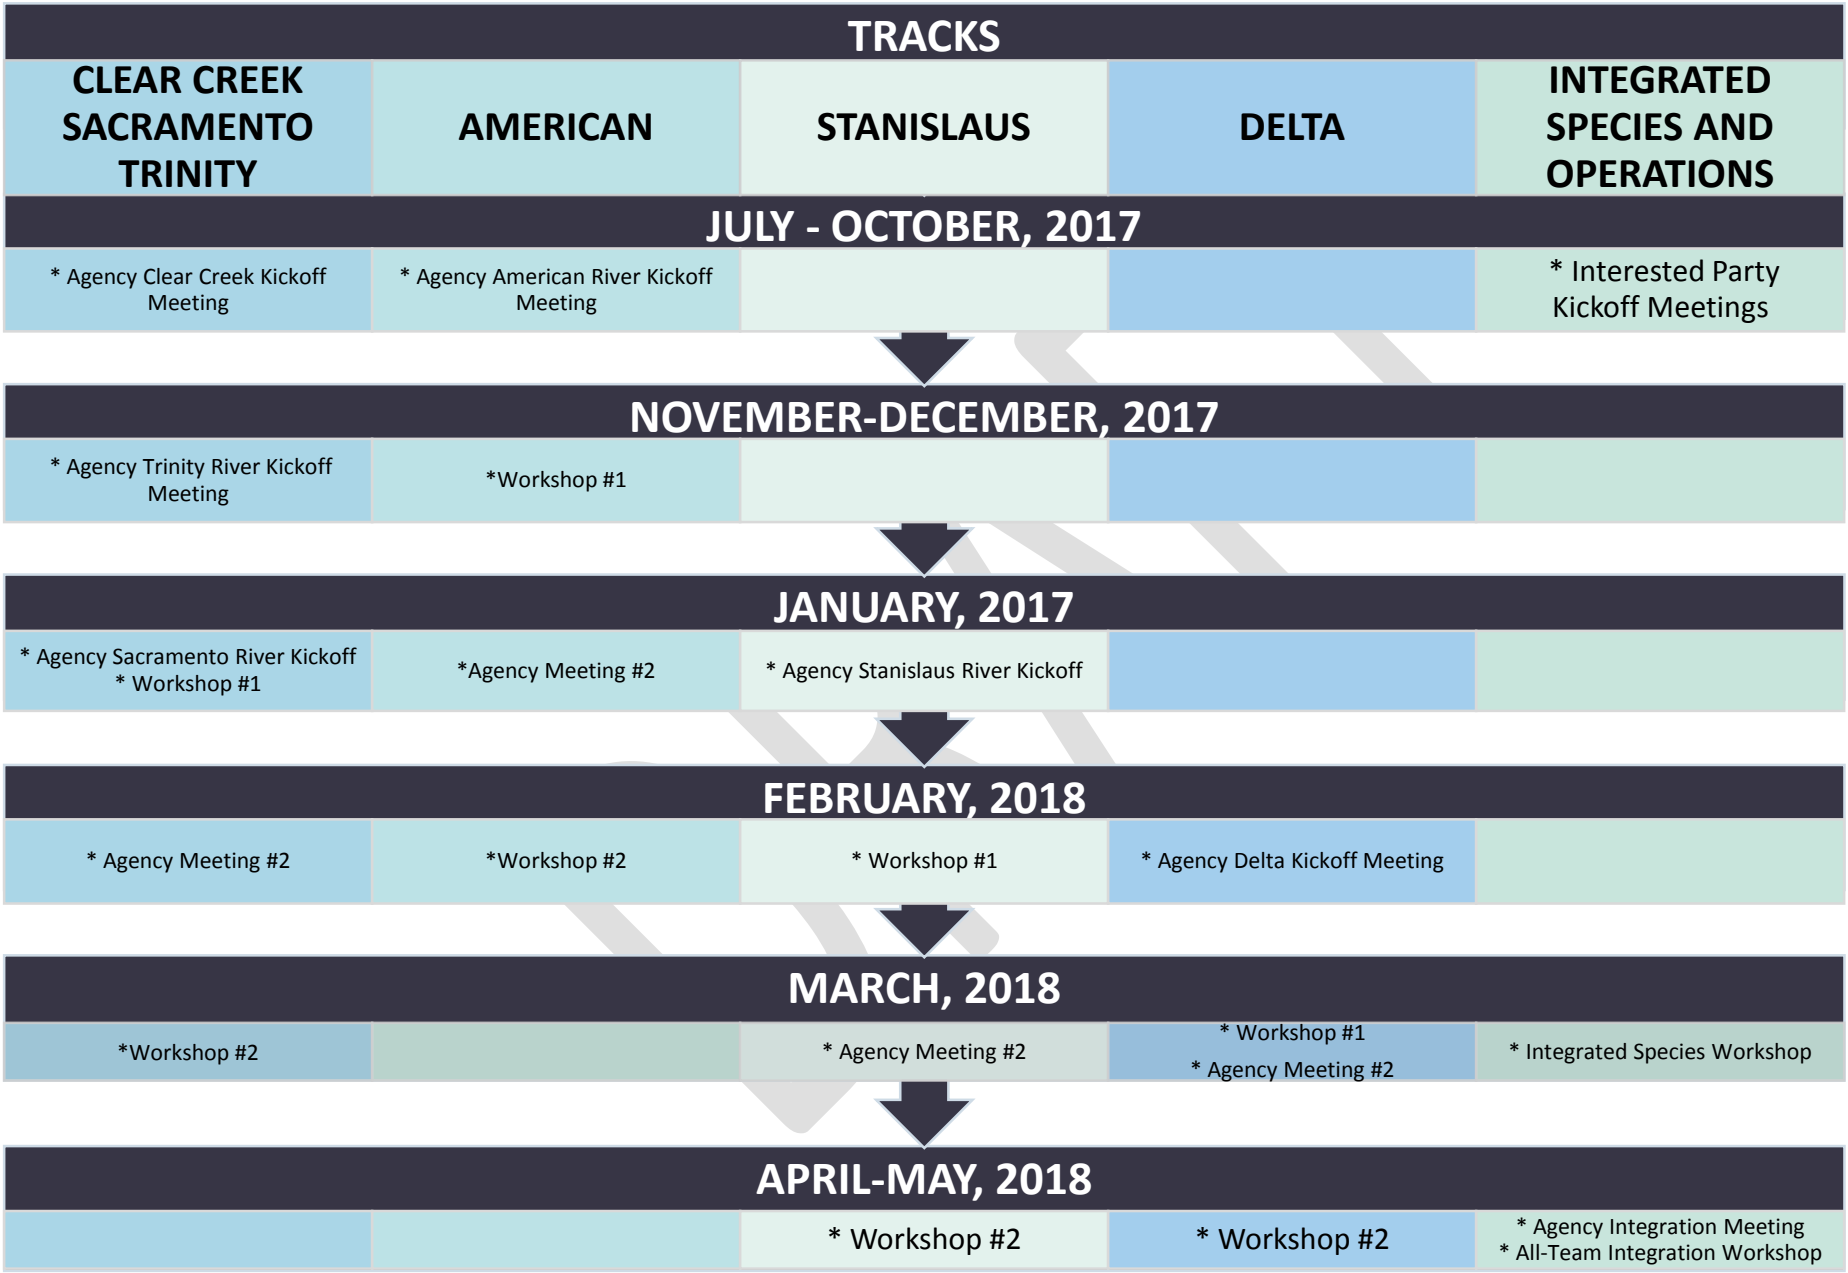 TRACKS
CLEAR CREEK
SACRAMENTO
TRINITY
AMERICAN
STANISLAUS
DELTA
INTEGRATED
SPECIES AND
OPERATIONS
JULY - OCTOBER, 2017
* Agency Clear Creek Kickoff
Meeting
* Agency American River Kickoff
Meeting
* Interested Party
Kickoff Meetings
NOVEMBER-DECEMBER, 2017
* Agency Trinity River Kickoff
Meeting
*Workshop #1
JANUARY, 2017
* Agency Sacramento River Kickoff
* Workshop #1
*Agency Meeting #2
* Agency Stanislaus River Kickoff
FEBRUARY, 2018
* Agency Meeting #2
*Workshop #2
* Workshop #1
* Agency Delta Kickoff Meeting
MARCH, 2018
*Workshop #2
* Agency Meeting #2
* Workshop #1
* Agency Meeting #2
* Integrated Species Workshop
APRIL-MAY, 2018
* Workshop #2
* Workshop #2
* Agency Integration Meeting
* All-Team Integration Workshop